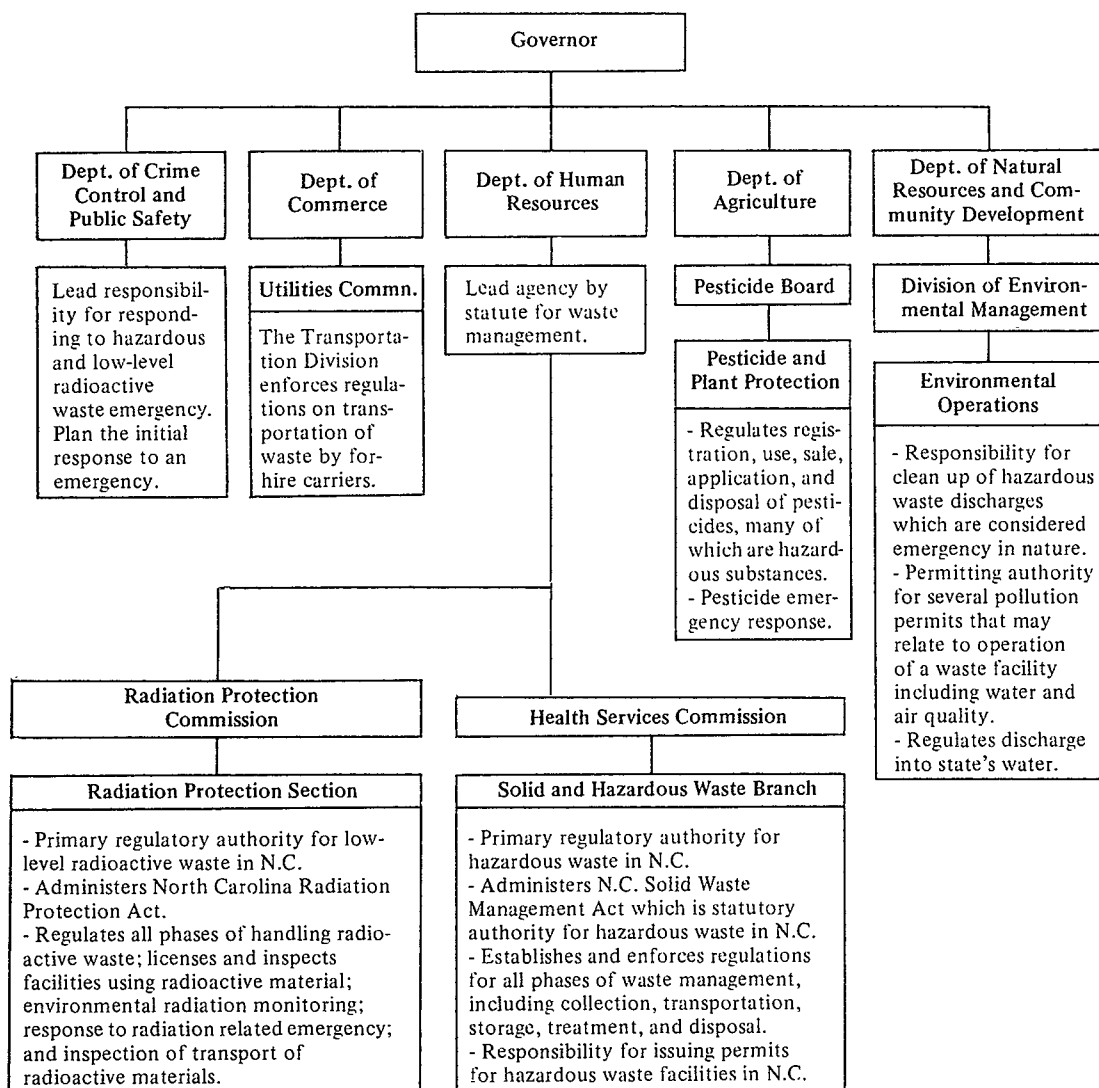 Governor
Dept. of Crime
Control and
Public Safety
Lead responsibil-
ity for respond-
ing to hazardous
and low-level
radioactive
waste emergency.
Plan the initial
response to an
emergency.
Dept. of
Commerce
Utilities Commn.
The Transporta-
tion Division
enforces regula-
tions on trans-
portation of
waste by for-
hire carriers.
Dept. of Human
Resources
Lead agency by
statute for waste
management.
Dept. of
Agriculture
Pesticide Board
Pesticide and
Plant Protection
- Regulates regis-
tration, use, sale,
application, and
disposal of pesti-
cides, many of
which are hazard-
ous substances.
- Pesticide emer-
gency response.
Dept. of Natural
Resources and Com-
munity Development
Division of Environ-
mental Management
Environmental
Operations
- Responsibility for
clean up of hazardous
waste discharges
which are considered
emergency in nature.
- Permitting authority
for several pollution
permits that may
relate to operation
of a waste facility
including water and
air quality.
- Regulates discharge
into state's water.
Radiation Protection
Commission
Radiation Protection Section
- Primary regulatory authority for low-
level radioactive waste in N.C.
- Administers North Carolina Radiation
Protection Act.
- Regulates all phases of handling radio-
active waste; licenses and inspects
facilities using radioactive material;
environmental radiation monitoring;
response to radiation related emergency;
and inspection of transport of
radioactive materials.
Health Services Commission
Solid and Hazardous Waste Branch
- Primary regulatory authority for
hazardous waste in N.C.
- Administers N.C. Solid Waste
Management Act which is statutory
authority for hazardous waste in N.C.
- Establishes and enforces regulations
for all phases of waste management,
including collection, transportation,
storage, treatment, and disposal.
- Responsibility for issuing permits
for hazardous waste facilities in N.C.